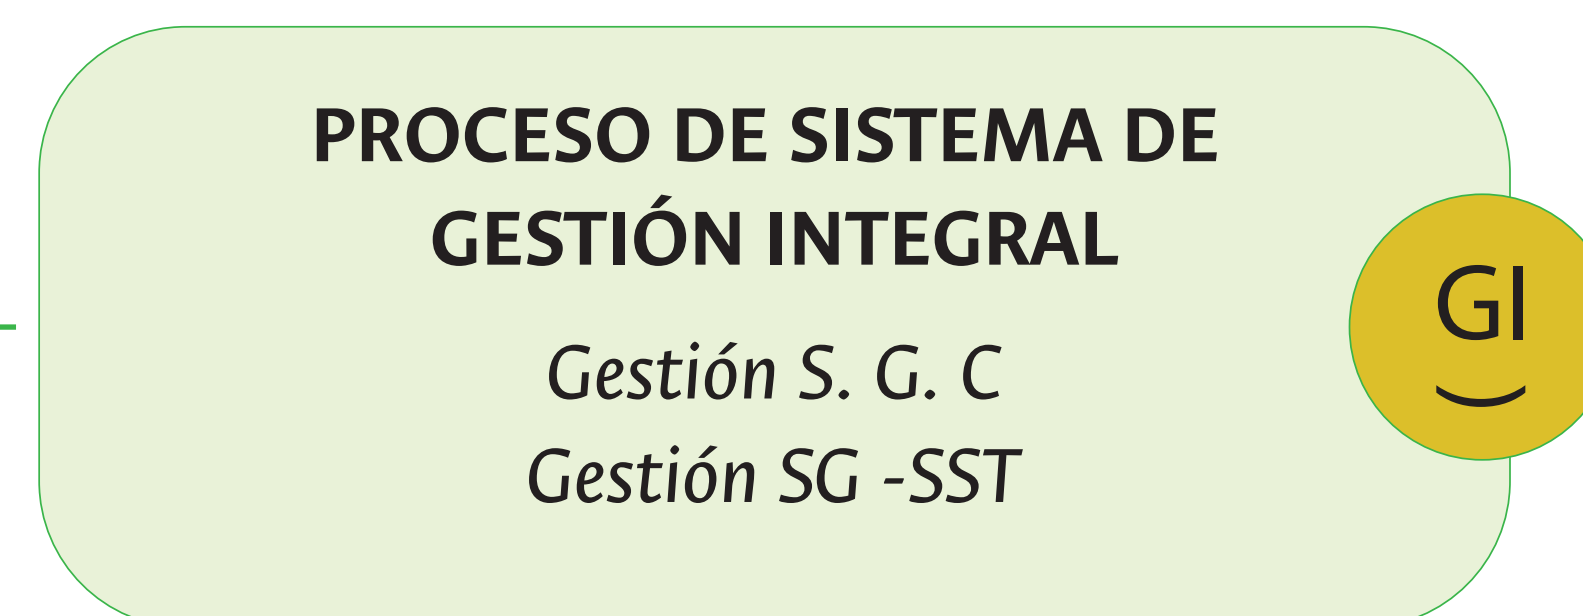 PROCESO DE SISTEMA DE
GESTIÓN INTEGRAL
GI
Gestión S. G. C
Gestión SG -SST